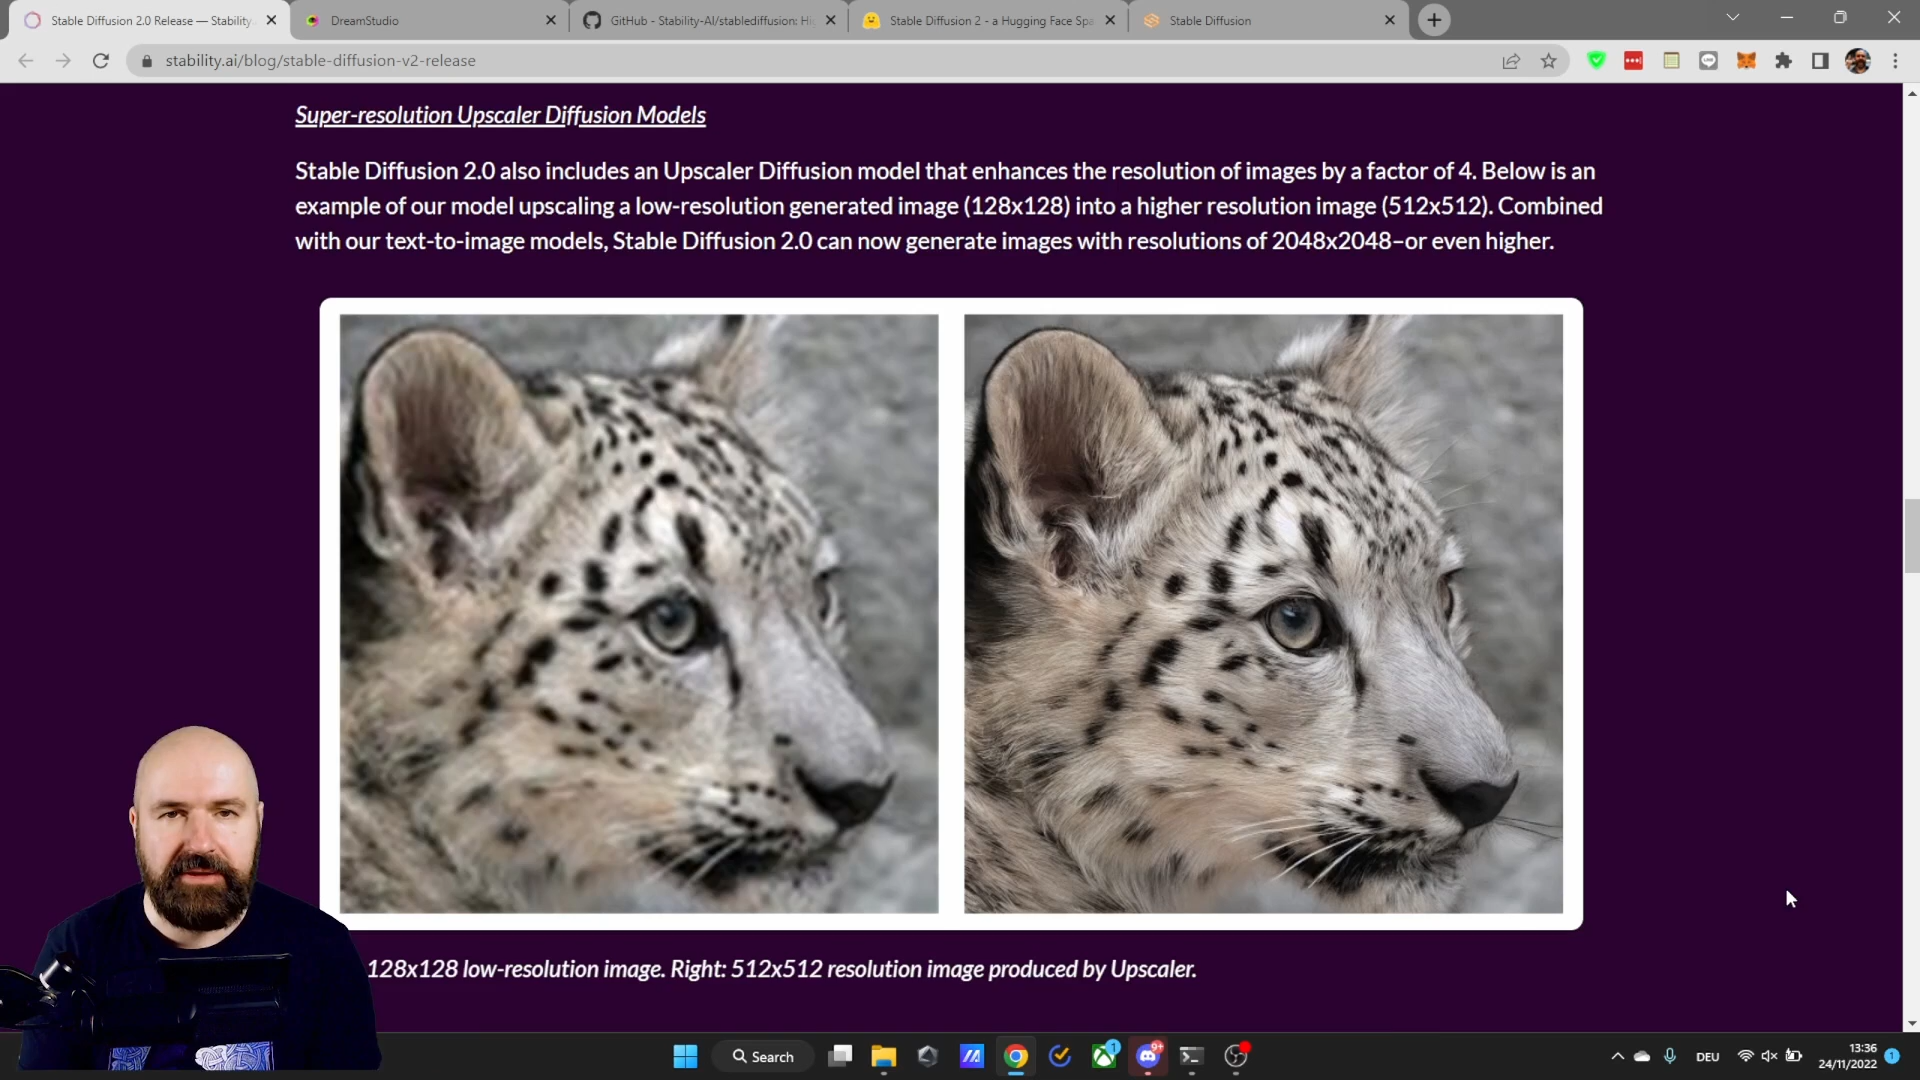 Stable Diffusion 2.0 Release — Stability
DreamStudio
GitHub - Stability-AI/stablediffusion: Hi
Stable Diffusion 2 - a Hugging Face Spa
Stable Diffusion
stability.ai/blog/stable-diffusion-v2-release
Super-resolution Upscaler Diffusion Models
Stable Diffusion 2.0 also includes an Upscaler Diffusion model that enhances the resolution of images by a factor of 4. Below is an
example of our model upscaling a low-resolution generated image (128x128) into a higher resolution image (512x512). Combined
with our text-to-image models, Stable Diffusion 2.0 can now generate images with resolutions of 2048x2048–or even higher.
128x128 low-resolution image. Right: 512x512 resolution image produced by Upscaler.
Search
1
9+
DEU
13:36
24/11/2022
1